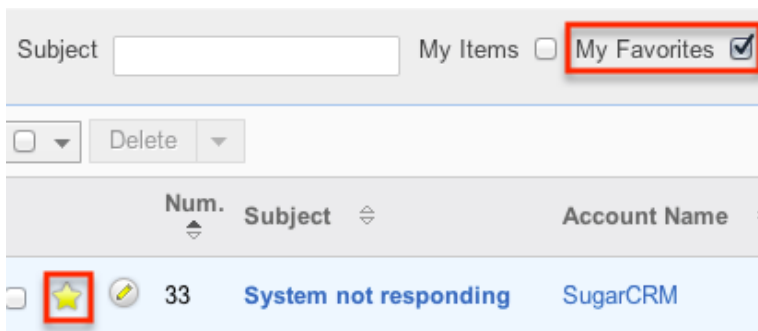 Subject My Items My Favorites
Delete
Num. Subject Account Name
33 System not responding SugarCRM